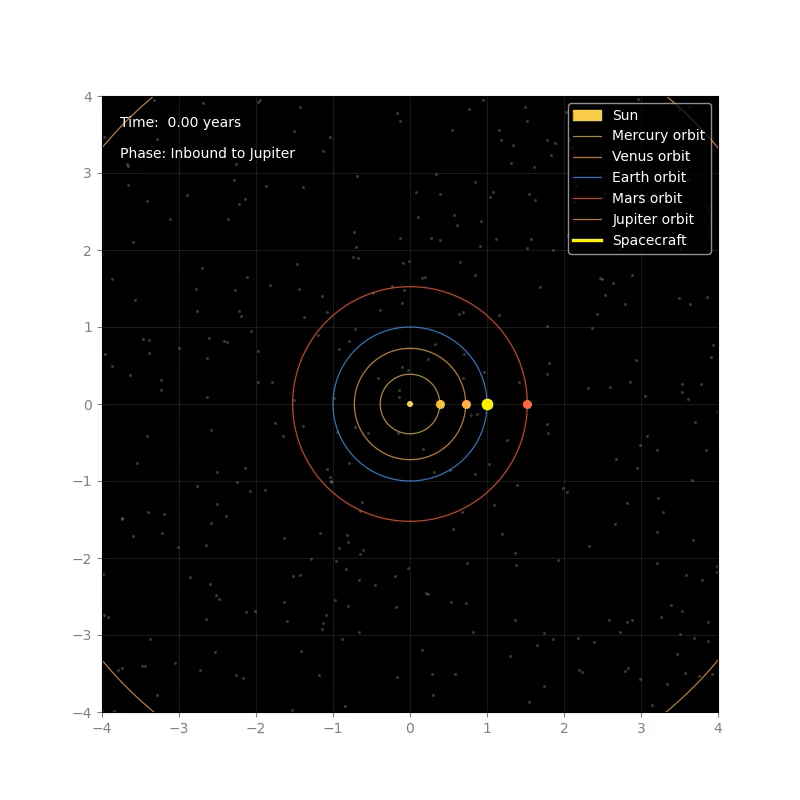 Time: 0.00 years
Phase: Inbound to Jupiter
Sun
Mercury orbit
Venus orbit
Earth orbit
Mars orbit
Jupiter orbit
Spacecraft
4
3
2
1
0
−1
−2
−3
−4
−4 −3 −2 −1 0 1 2 3 4